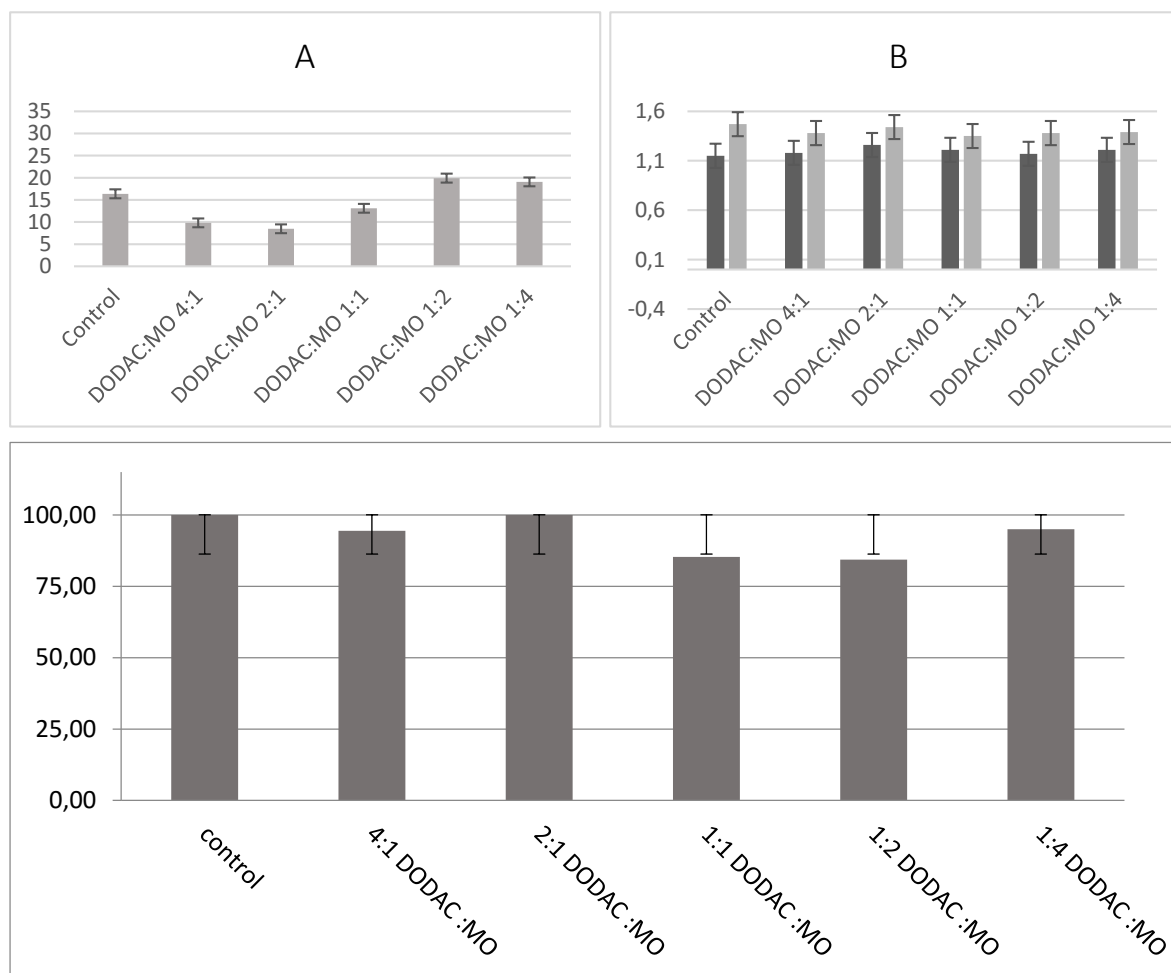 A
35
30
25
20
15
10
5
0
Control
DODAC:MO 4:1
DODAC:MO 2:1
DODAC:MO 1:1
DODAC:MO 1:2
DODAC:MO 1:4
B
1,6
1,1
0,6
0,1
-0,4
Control
DODAC:MO 4:1
DODAC:MO 2:1
DODAC:MO 1:1
DODAC:MO 1:2
DODAC:MO 1:4
100,00
75,00
50,00
25,00
0,00
control
4:1 DODAC :MO
2:1 DODAC :MO
1:1 DODAC :MO
1:2 DODAC :MO
1:4 DODAC :MO